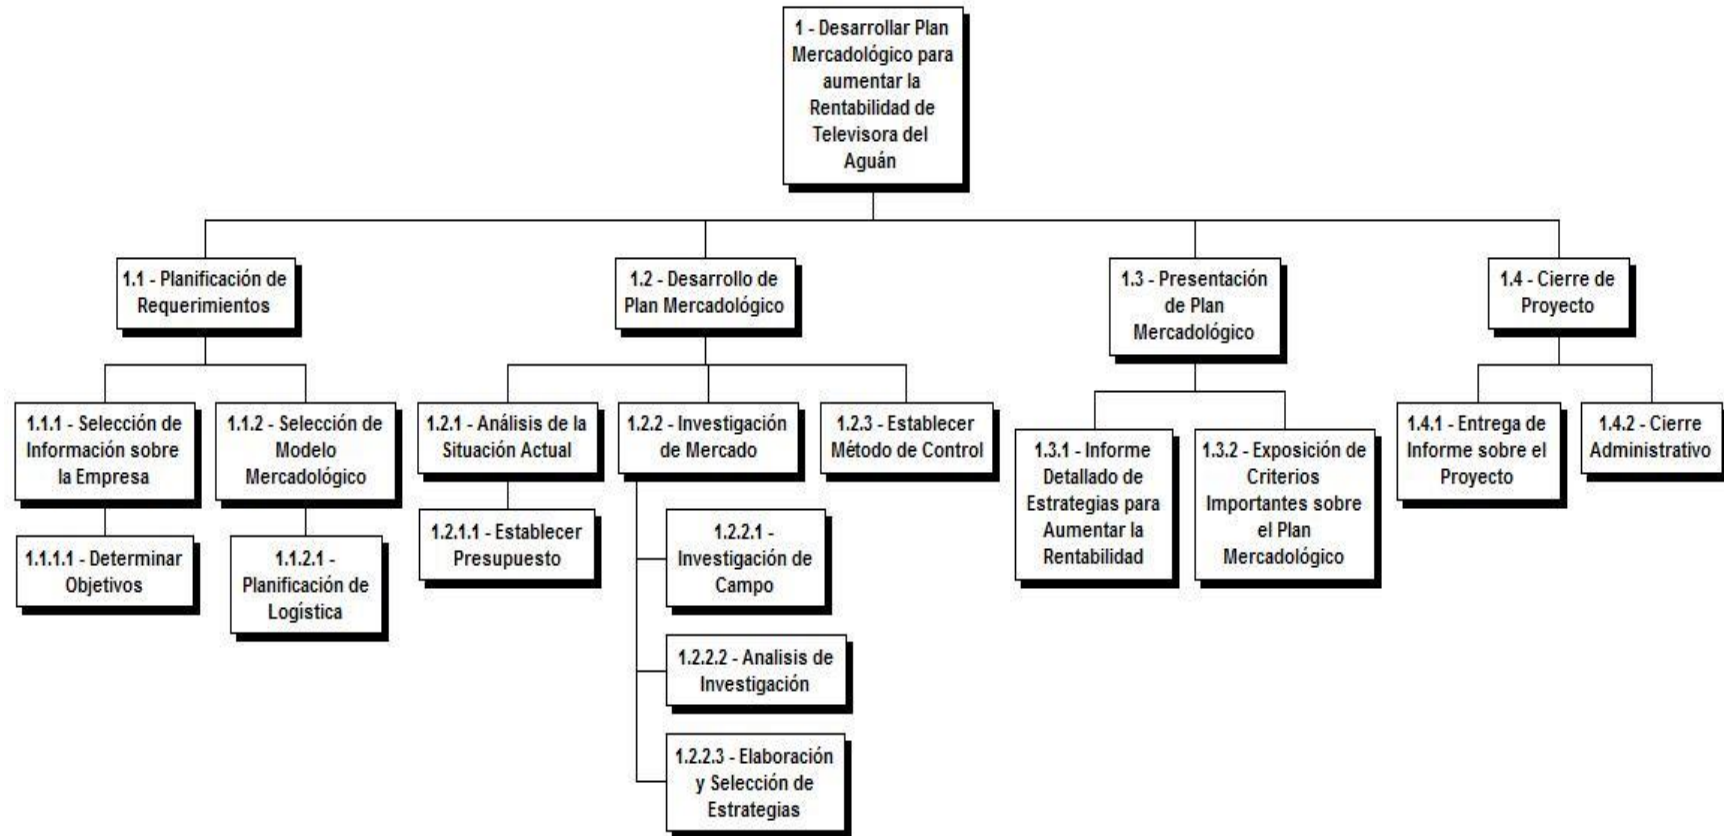 1 - Desarrollar Plan
Mercadológico para
aumentar la
Rentabilidad de
Televisora del
Aguán
1.1 - Planificación de
Requerimientos
1.2 - Desarrollo de
Plan Mercadológico
1.3 - Presentación
de Plan
Mercadológico
1.4 - Cierre de
Proyecto
1.1.1 - Selección de
Información sobre
la Empresa
1.1.2 - Selección de
Modelo
Mercadológico
1.2.1 - Análisis de la
Situación Actual
1.2.2 - Investigación
de Mercado
1.2.3 - Establecer
Método de Control
1.3.1 - Informe
Detallado de
Estrategias para
Aumentar la
Rentabilidad
1.3.2 - Exposición de
Criterios
Importantes sobre
el Plan
Mercadológico
1.4.1 - Entrega de
Informe sobre el
Proyecto
1.4.2 - Cierre
Administrativo
1.1.1.1 - Determinar
Objetivos
1.1.2.1 -
Planificación de
Logística
1.2.1.1 - Establecer
Presupuesto
1.2.2.1 -
Investigación de
Campo
1.2.2.2 - Analisis de
Investigación
1.2.2.3 - Elaboración
y Selección de
Estrategias